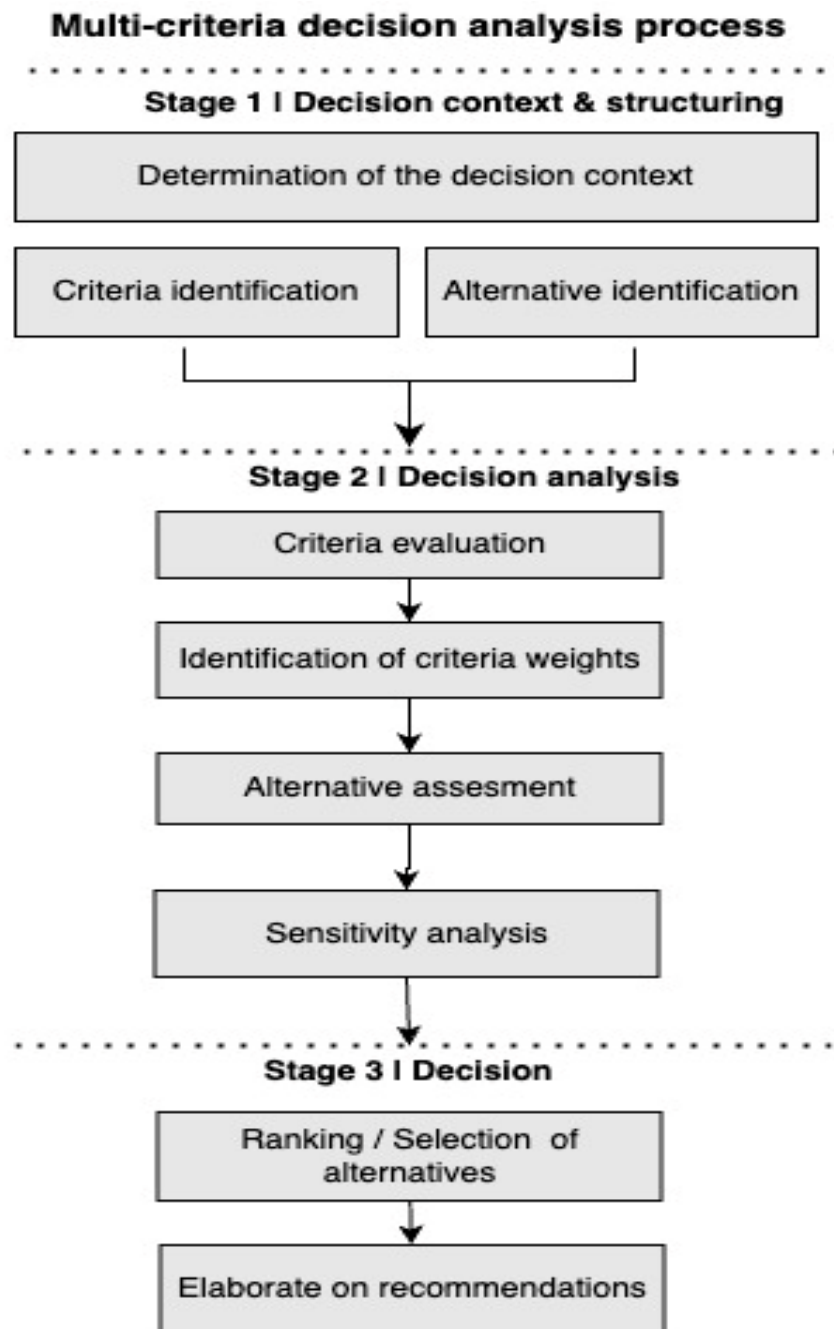 Multi-criteria decision analysis process
Stage 1 | Decision context & structuring
Determination of the decision context
Criteria identification
Alternative identification
Stage 2 | Decision analysis
Criteria evaluation
Identification of criteria weights
Alternative assesment
Sensitivity analysis
Stage 3 | Decision
Ranking / Selection of
alternatives
Elaborate on recommendations